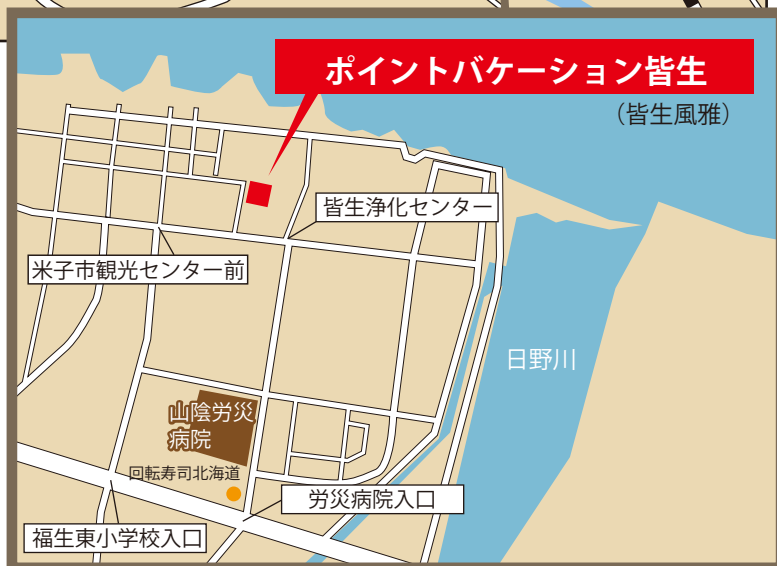 ポイントバケーション皆生
（皆生風雅）
皆生浄化センター
米子市観光センター前
日野川
山陰労災
病院
回転寿司北海道
労災病院入口
福生東小学校入口